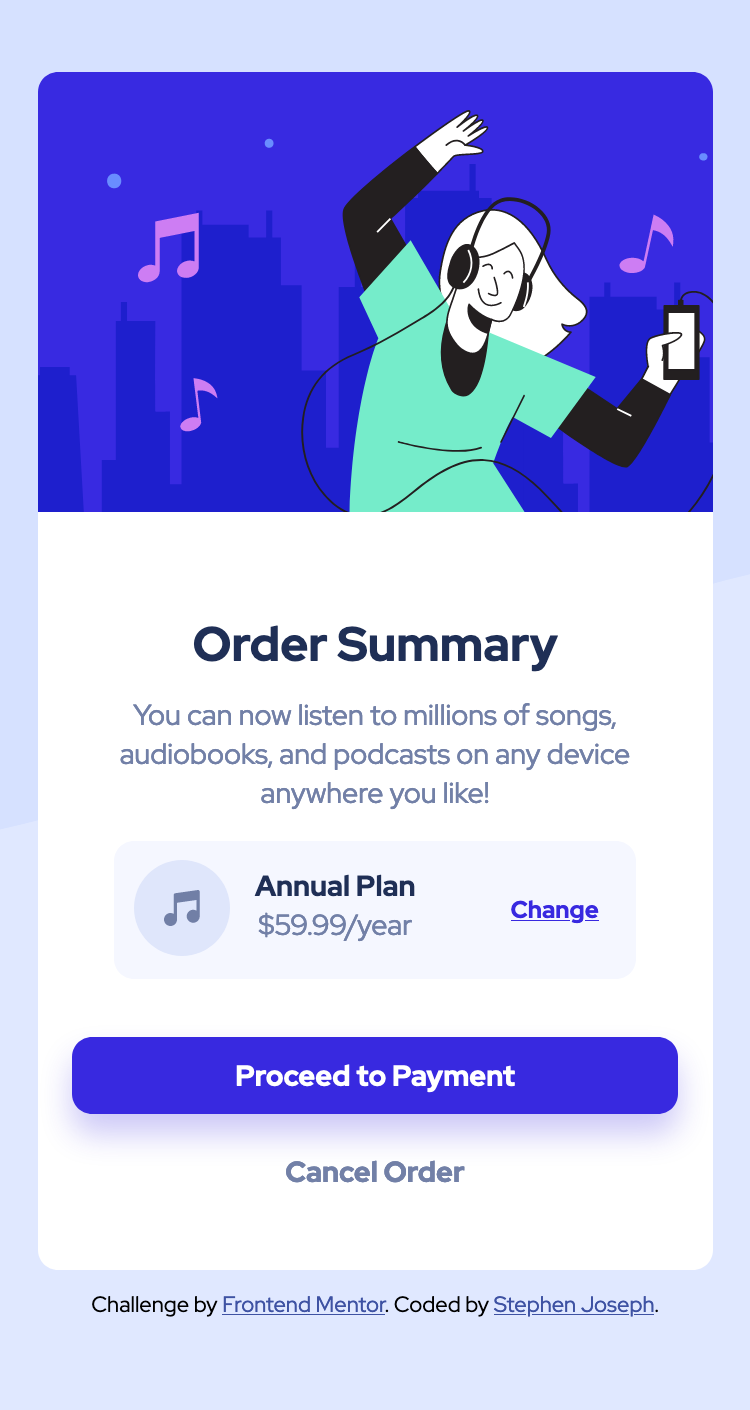 Order Summary
You can now listen to millions of songs,
audiobooks, and podcasts on any device
anywhere you like!
Annual Plan
$59.99/year
Change
Proceed to Payment
Cancel Order
Challenge by Frontend Mentor. Coded by Stephen Joseph.